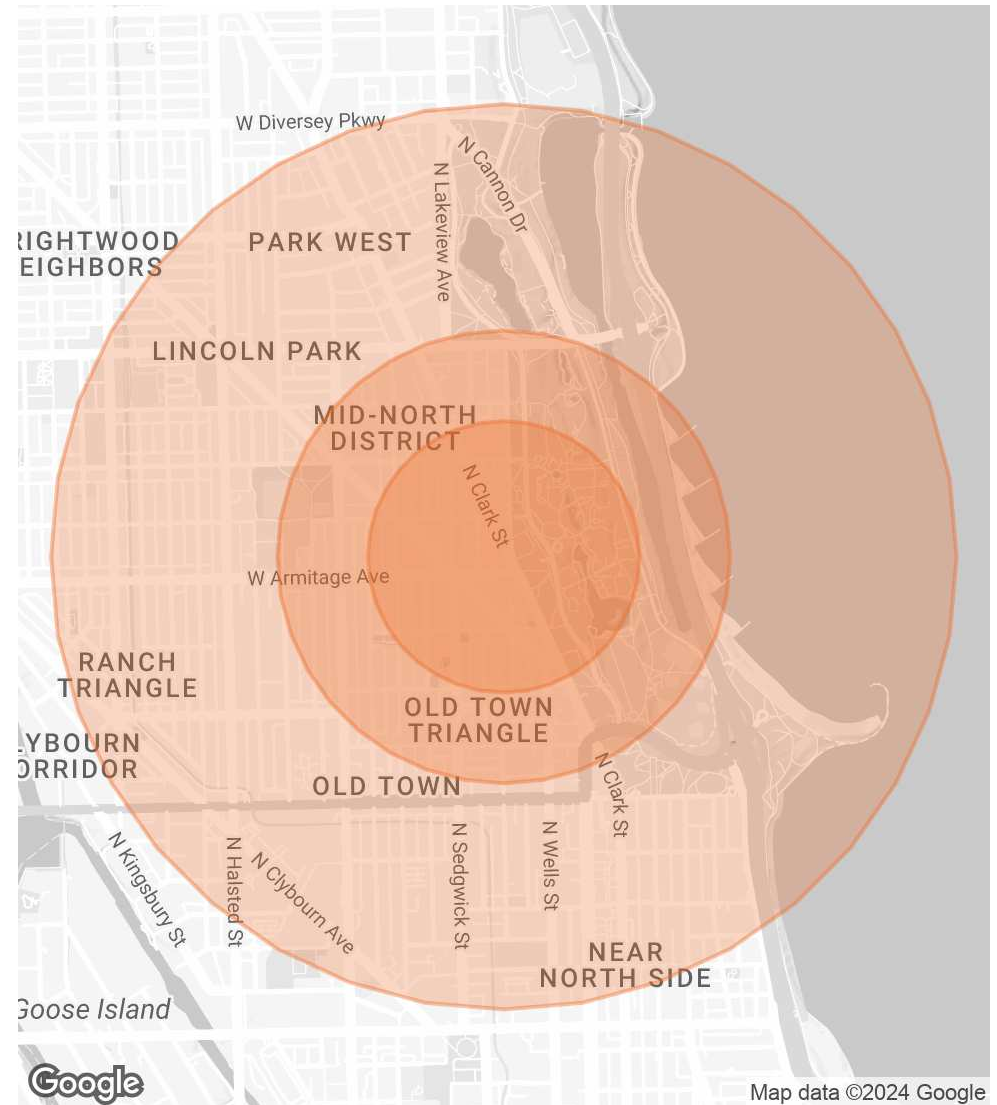 W Diversey Pkwy
N Cannon Dr
N Lakeview Ave
RIGHTWOOD
EIGHBORS
PARK WEST
LINCOLN PARK
MID-NORTH
DISTRICT
N Clark St
W Armitage Ave
RANCH
TRIANGLE
OLD TOWN
TRIANGLE
LYBOURN
ORRIDOR
OLD TOWN
N Clark St
N Kingsbury St
N Halsted St
N Clybourn Ave
N Sedgwick St
N Wells St
NEAR
NORTH SIDE
Goose Island
Google
Map data ©2024 Google